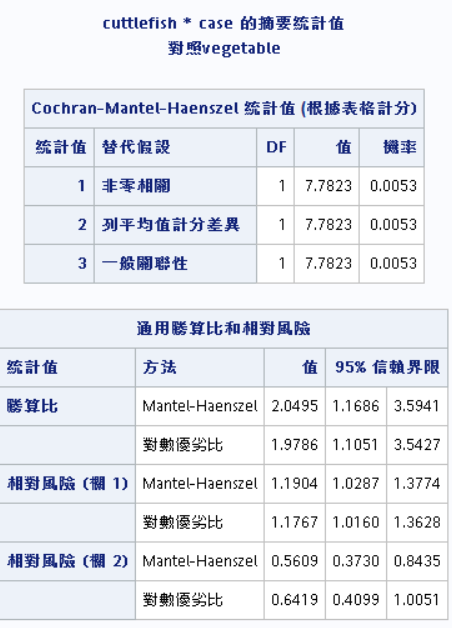 cuttlefish * case 的摘要統計值
對照vegetable
Cochran-Mantel-Haenszel 統計值 (根據表格計分)
統計值 替代假設 DF 值 機率
1 非零相關 1 7.7823 0.0053
2 列平均值計分差異 1 7.7823 0.0053
3 一般關聯性 1 7.7823 0.0053
通用勝算比和相對風險
統計值 方法 值 95% 信賴界限
勝算比 Mantel-Haenszel 2.0495 1.1686 3.5941
對數優劣比 1.9786 1.1051 3.5427
相對風險 (欄 1) Mantel-Haenszel 1.1904 1.0287 1.3774
對數優劣比 1.1767 1.0160 1.3628
相對風險 (欄 2) Mantel-Haenszel 0.5609 0.3730 0.8435
對數優劣比 0.6419 0.4099 1.0051